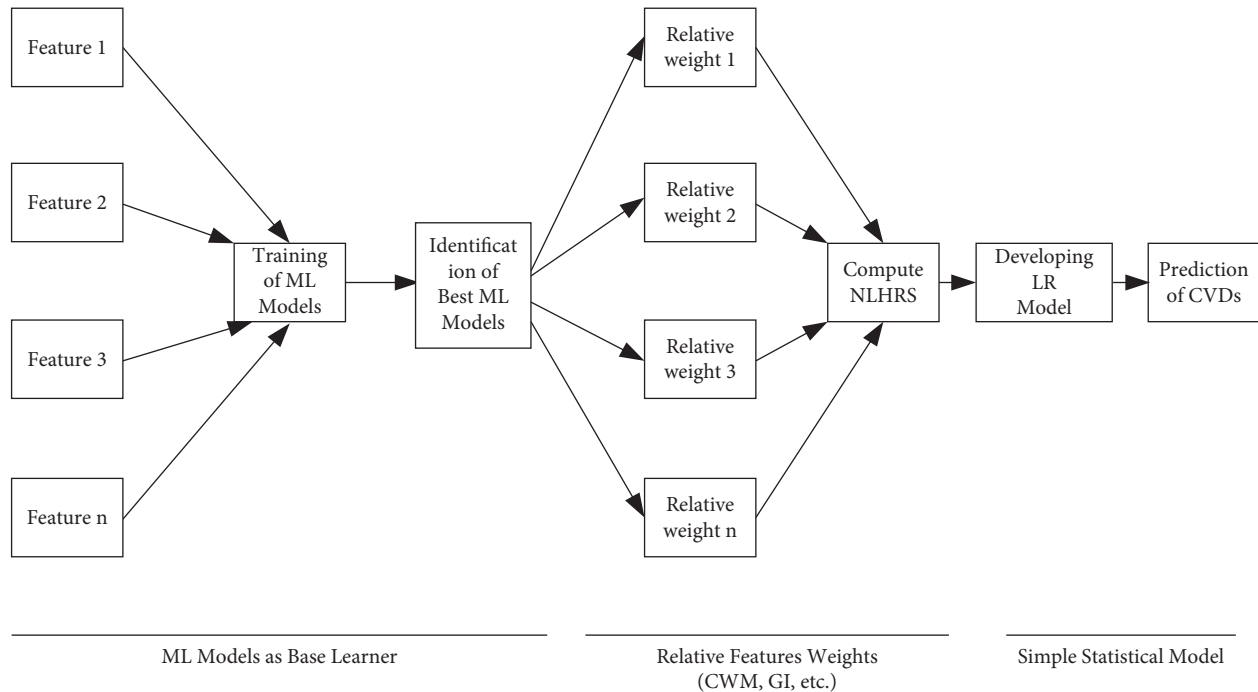 Feature 1
Feature 2
Feature 3
Feature n
Training
of ML
Models
Identificat
ion of
Best ML
Models
Relative
weight 1
Relative
weight 2
Relative
weight 3
Relative
weight n
Compute
NLHRS
Developing
LR
Model
Prediction
of CVDs
ML Models as Base Learner
Relative Features Weights
(CWM, GI, etc.)
Simple Statistical Model